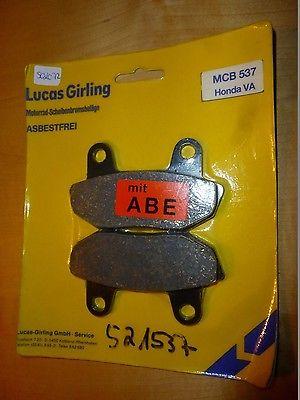 Lucas Girling
MCB 537
Honda VA
Motorrad-Scheibenbremsbeläge
ASBESTFREI
mit
ABE
521537
Lucas-Girling GmbH · Service